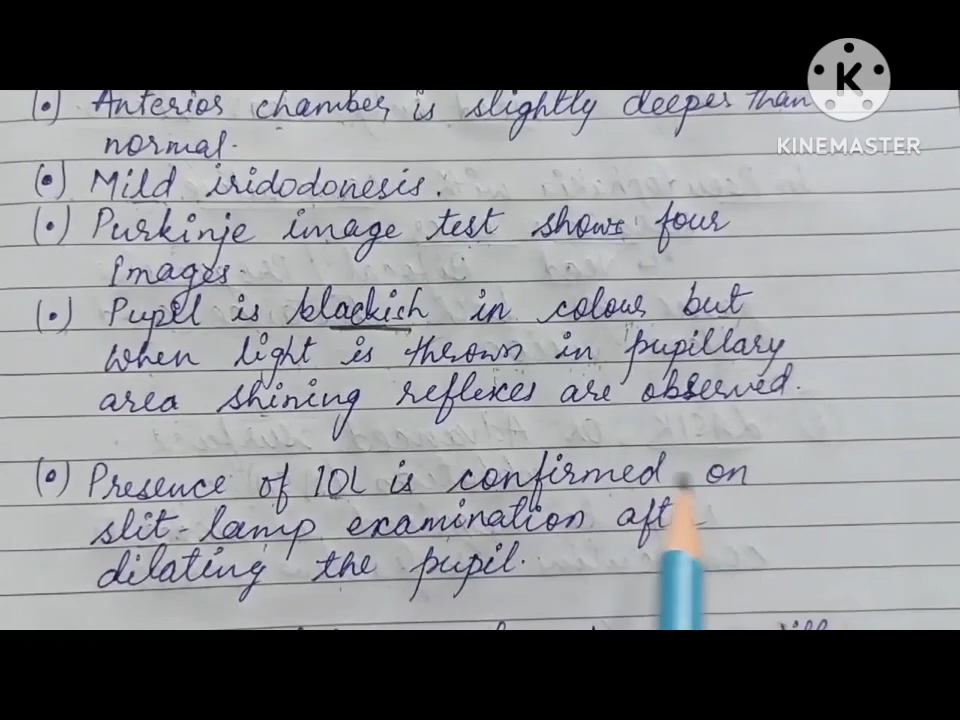 (•) Anterior chamber is slightly deeper than
normal.
(•) Mild iridodonesis.
(•) Purkinje image test shows four
Images.
(•) Pupil is blackish in colour but
when light is thrown in pupillary
area shining reflexes are observed.
(•) Presence of IOL is confirmed on
slit-lamp examination aft
dilating the pupil.
K
KINEMASTER